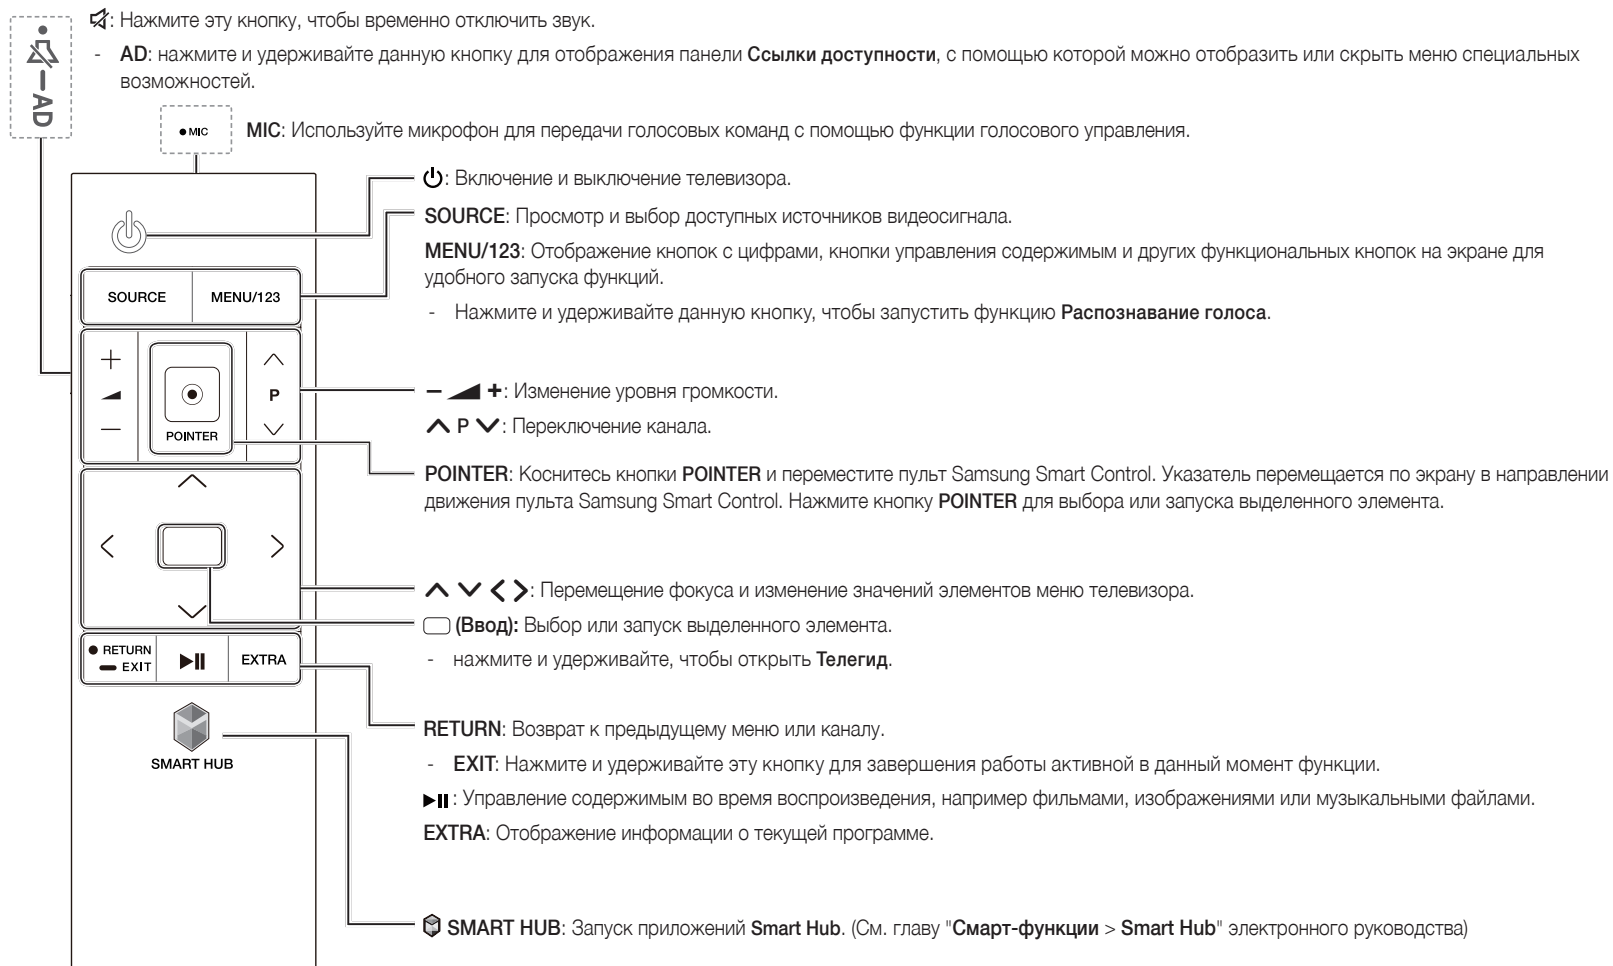 : Нажмите эту кнопку, чтобы временно отключить звук.
- AD: нажмите и удерживайте данную кнопку для отображения панели Ссылки доступности, с помощью которой можно отобразить или скрыть меню специальных
возможностей.
AD
MIC
MIC: Используйте микрофон для передачи голосовых команд с помощью функции голосового управления.
: Включение и выключение телевизора.
SOURCE: Просмотр и выбор доступных источников видеосигнала.
MENU/123: Отображение кнопок с цифрами, кнопки управления содержимым и других функциональных кнопок на экране для
удобного запуска функций.
- Нажмите и удерживайте данную кнопку, чтобы запустить функцию Распознавание голоса.
SOURCE
MENU/123
+
P
—
POINTER
− +: Изменение уровня громкости.
P : Переключение канала.
POINTER: Коснитесь кнопки POINTER и переместите пульт Samsung Smart Control. Указатель перемещается по экрану в направлении
движения пульта Samsung Smart Control. Нажмите кнопку POINTER для выбора или запуска выделенного элемента.
: Перемещение фокуса и изменение значений элементов меню телевизора.
(Ввод): Выбор или запуск выделенного элемента.
- нажмите и удерживайте, чтобы открыть Телегид.
RETURN
EXIT
EXTRA
SMART HUB
RETURN: Возврат к предыдущему меню или каналу.
- EXIT: Нажмите и удерживайте эту кнопку для завершения работы активной в данный момент функции.
: Управление содержимым во время воспроизведения, например фильмами, изображениями или музыкальными файлами.
EXTRA: Отображение информации о текущей программе.
SMART HUB: Запуск приложений Smart Hub. (См. главу "Смарт-функции > Smart Hub" электронного руководства)